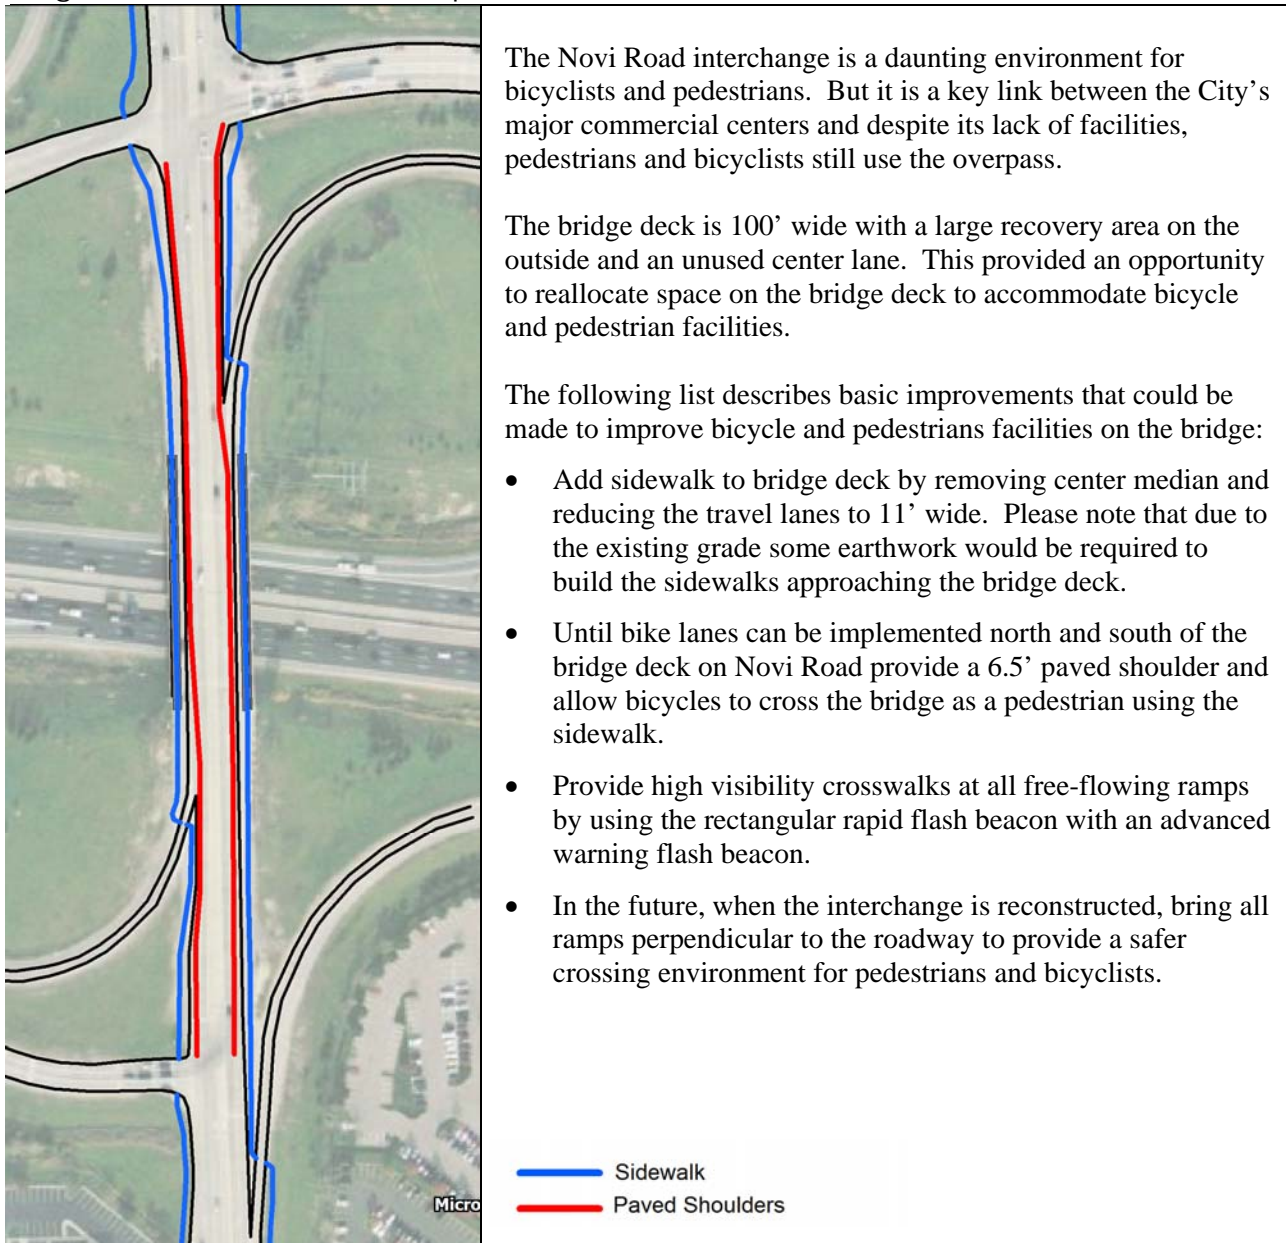 The Novi Road interchange is a daunting environment for
bicyclists and pedestrians.  But it is a key link between the City’s
major commercial centers and despite its lack of facilities,
pedestrians and bicyclists still use the overpass.
The bridge deck is 100’ wide with a large recovery area on the
outside and an unused center lane.  This provided an opportunity
to reallocate space on the bridge deck to accommodate bicycle
and pedestrian facilities.
The following list describes basic improvements that could be
made to improve bicycle and pedestrians facilities on the bridge:
• Add sidewalk to bridge deck by removing center median and
reducing the travel lanes to 11’ wide.  Please note that due to
the existing grade some earthwork would be required to
build the sidewalks approaching the bridge deck.
• Until bike lanes can be implemented north and south of the
bridge deck on Novi Road provide a 6.5’ paved shoulder and
allow bicycles to cross the bridge as a pedestrian using the
sidewalk.
• Provide high visibility crosswalks at all free-flowing ramps
by using the rectangular rapid flash beacon with an advanced
warning flash beacon.
• In the future, when the interchange is reconstructed, bring all
ramps perpendicular to the roadway to provide a safer
crossing environment for pedestrians and bicyclists.
Sidewalk
Paved Shoulders
Micro